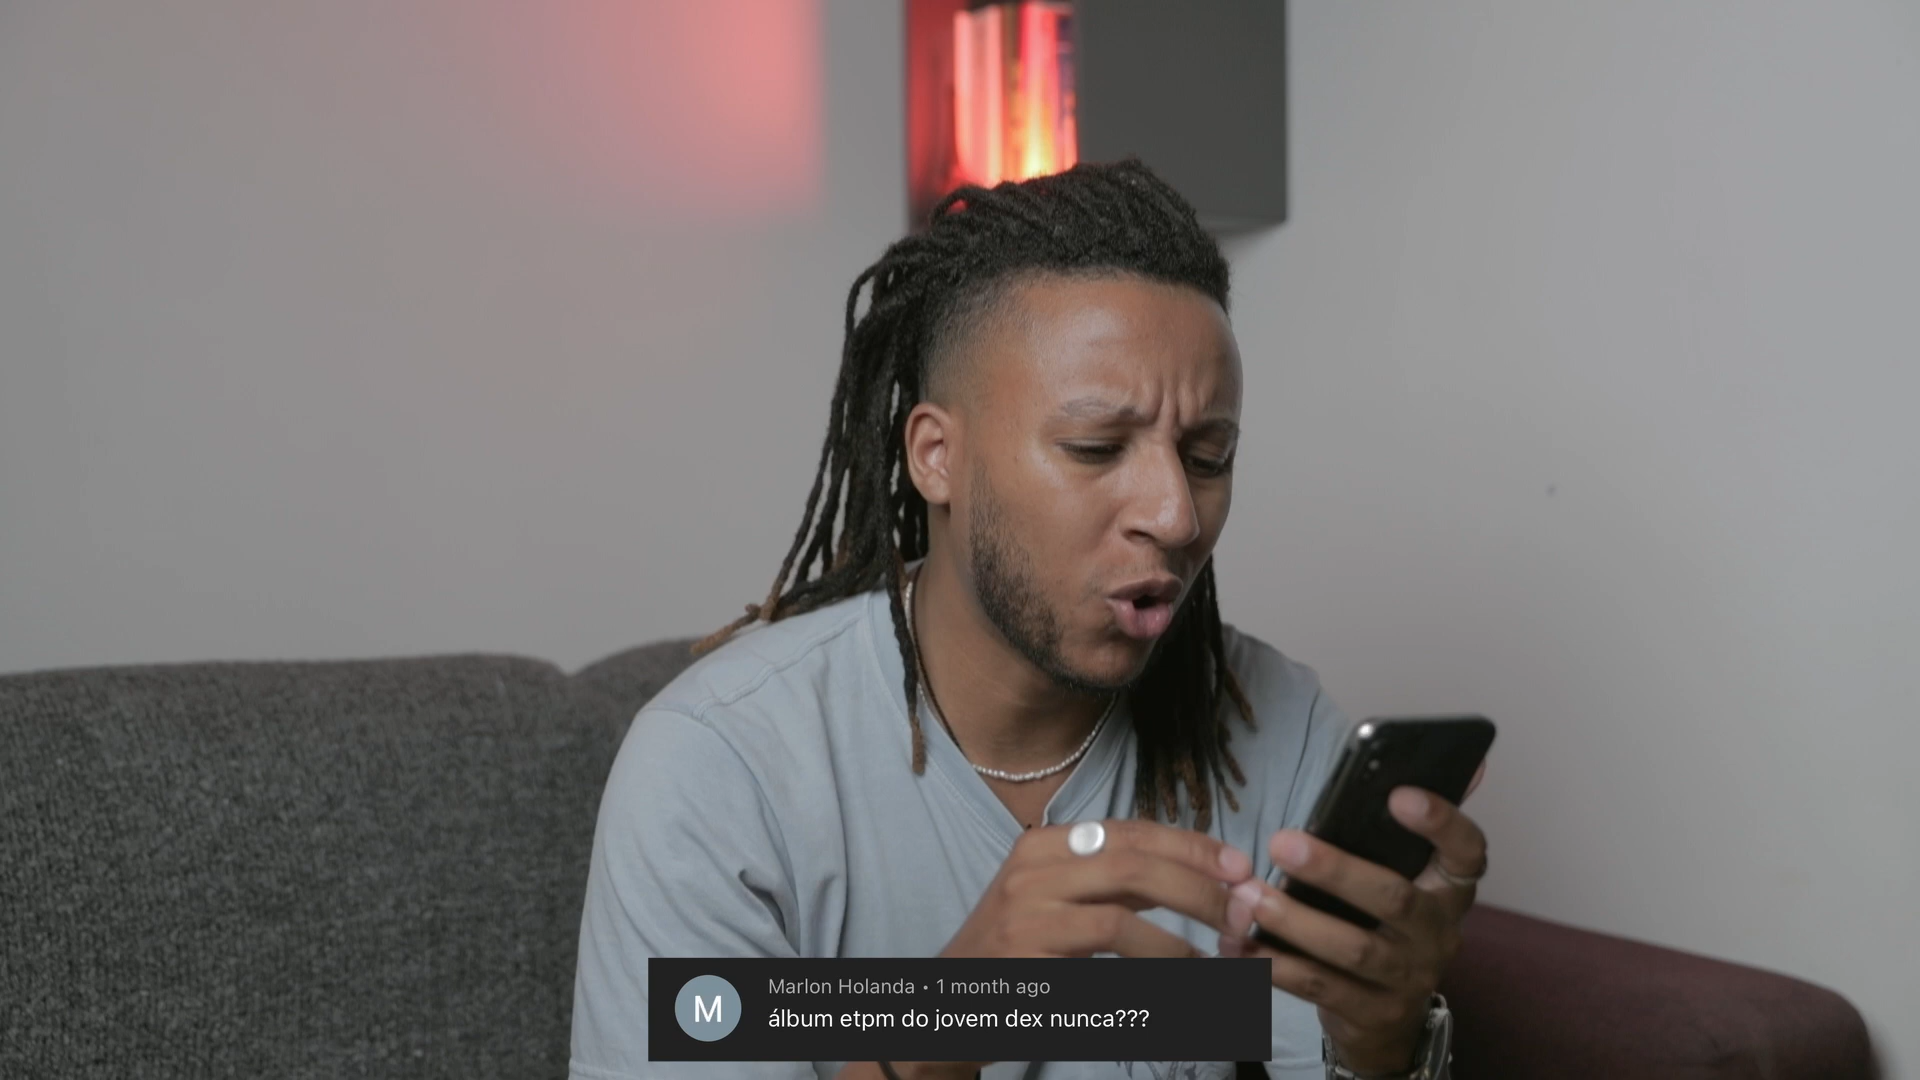 M
Marlon Holanda • 1 month ago
álbum etpm do jovem dex nunca???